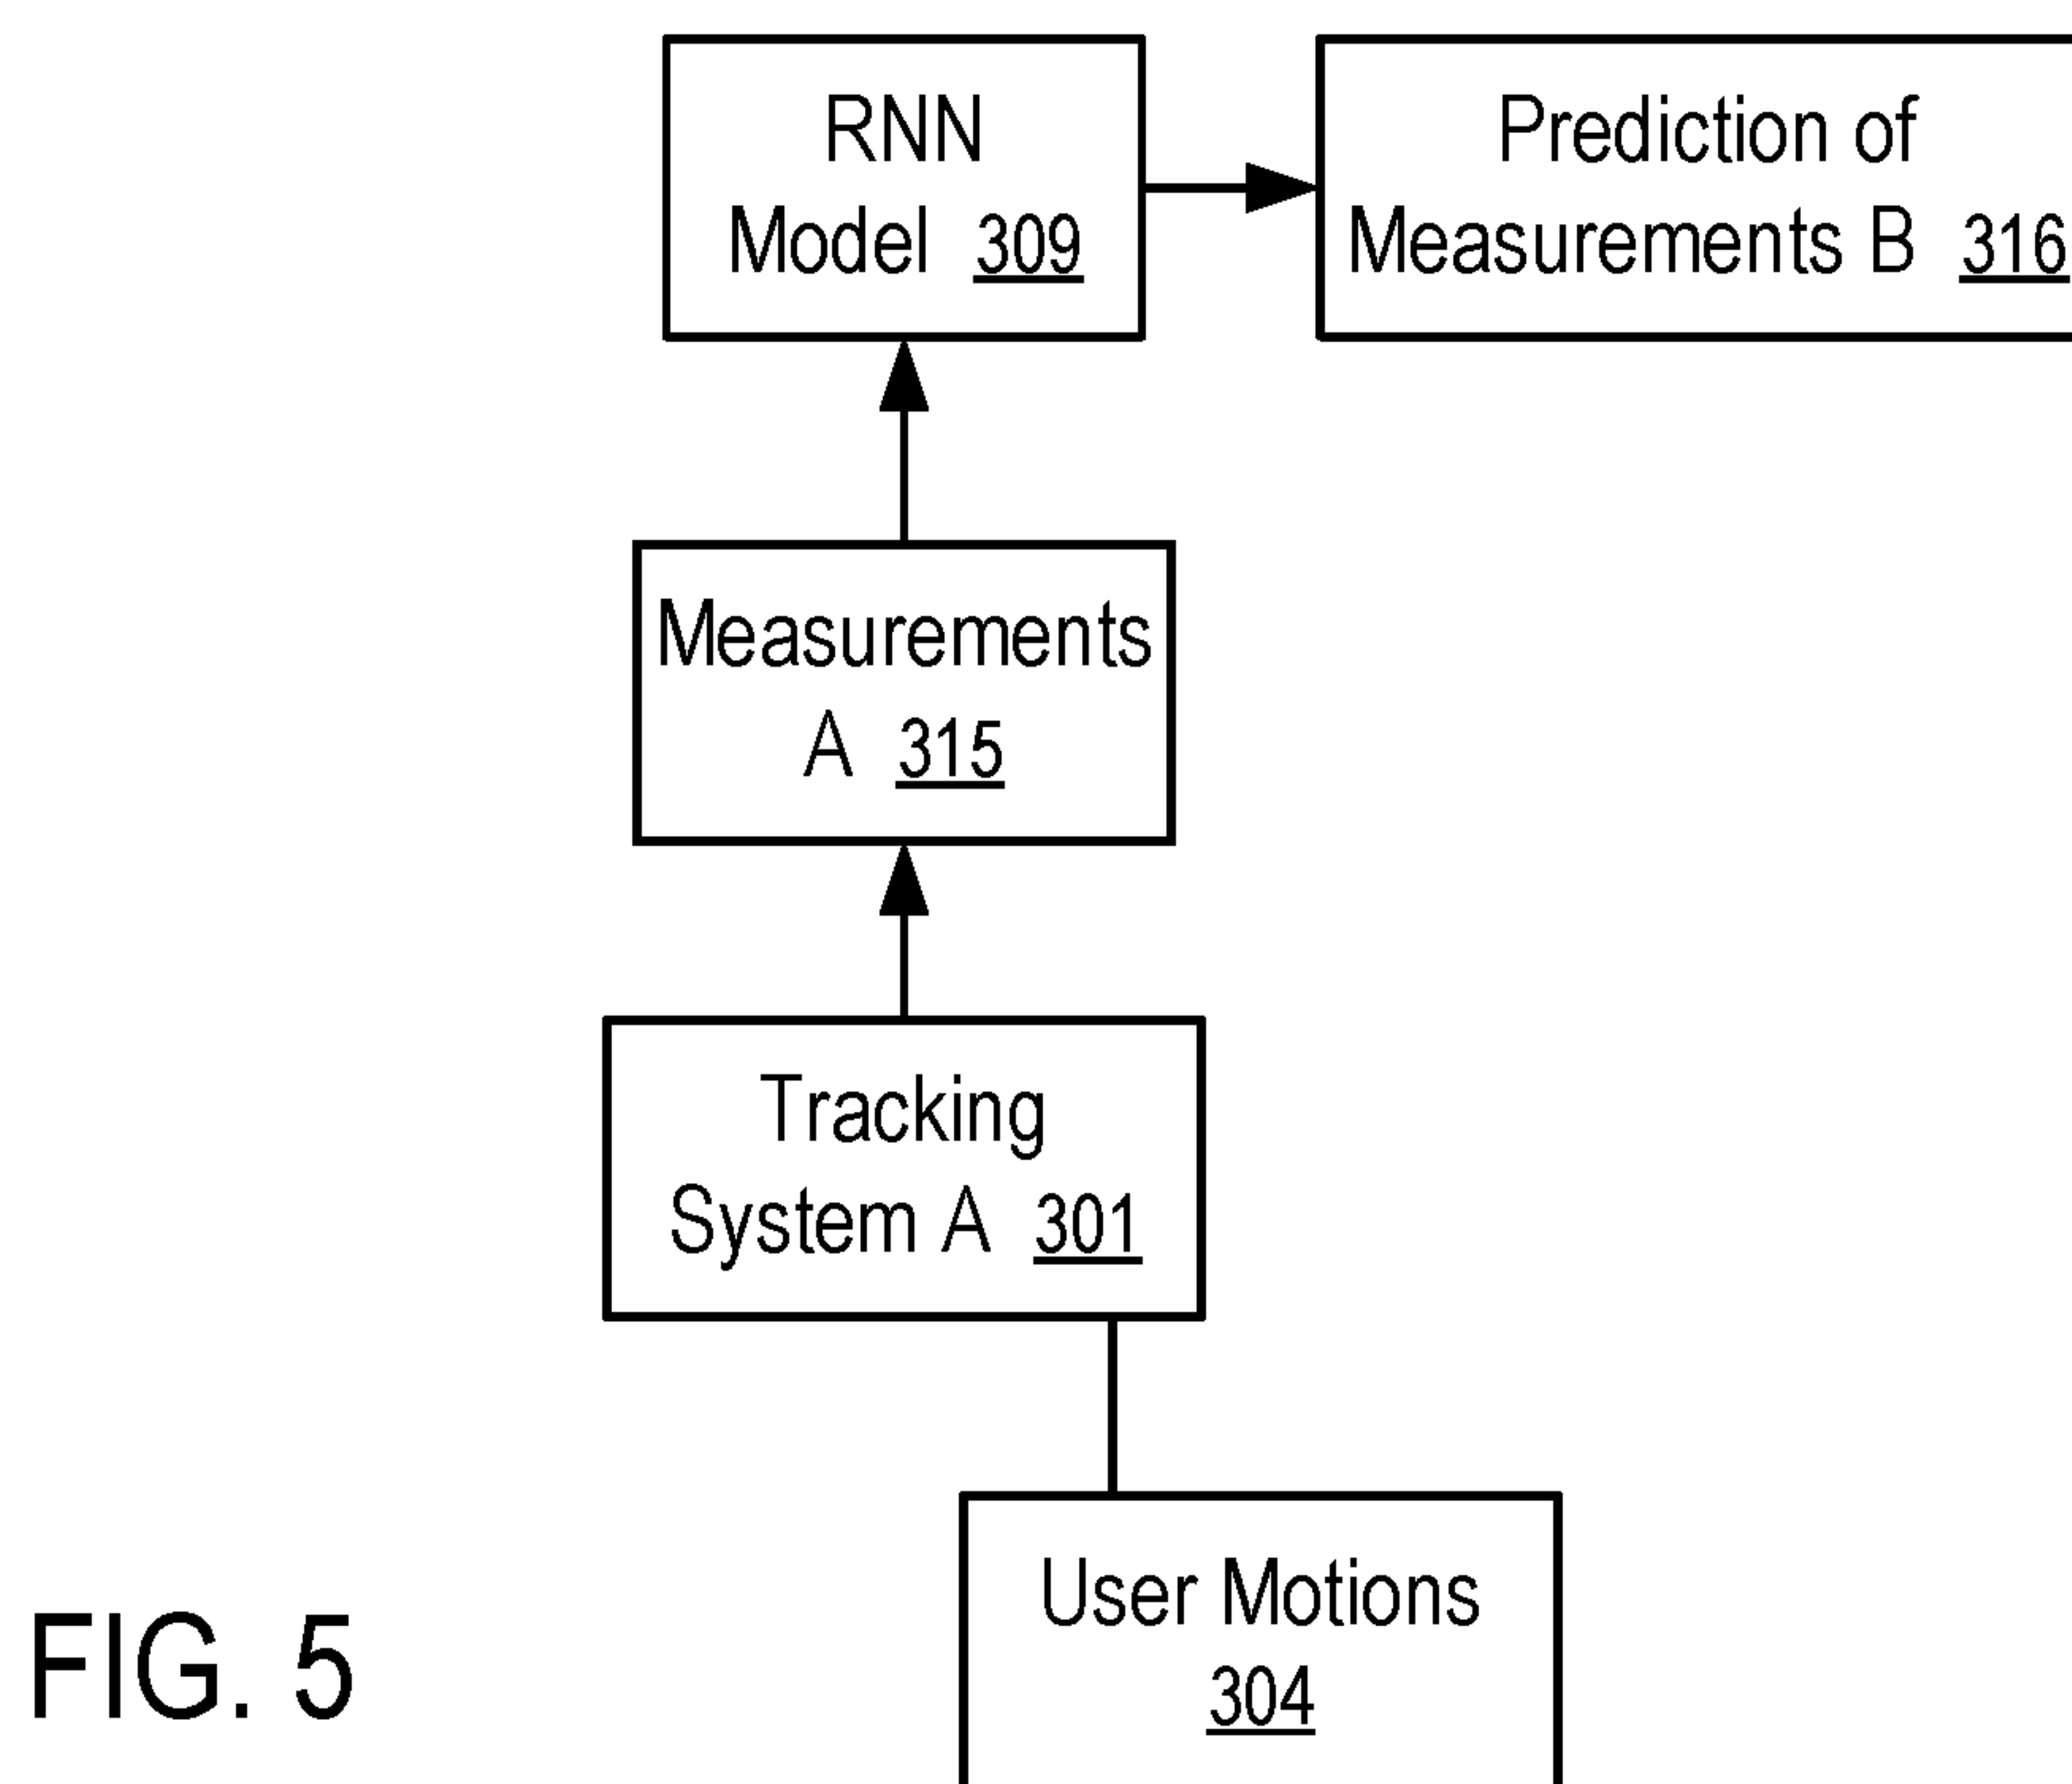 RNN
Model 309
Prediction of
Measurements B 316
Measurements
A 315
Tracking
System A 301
User Motions
304
FIG. 5